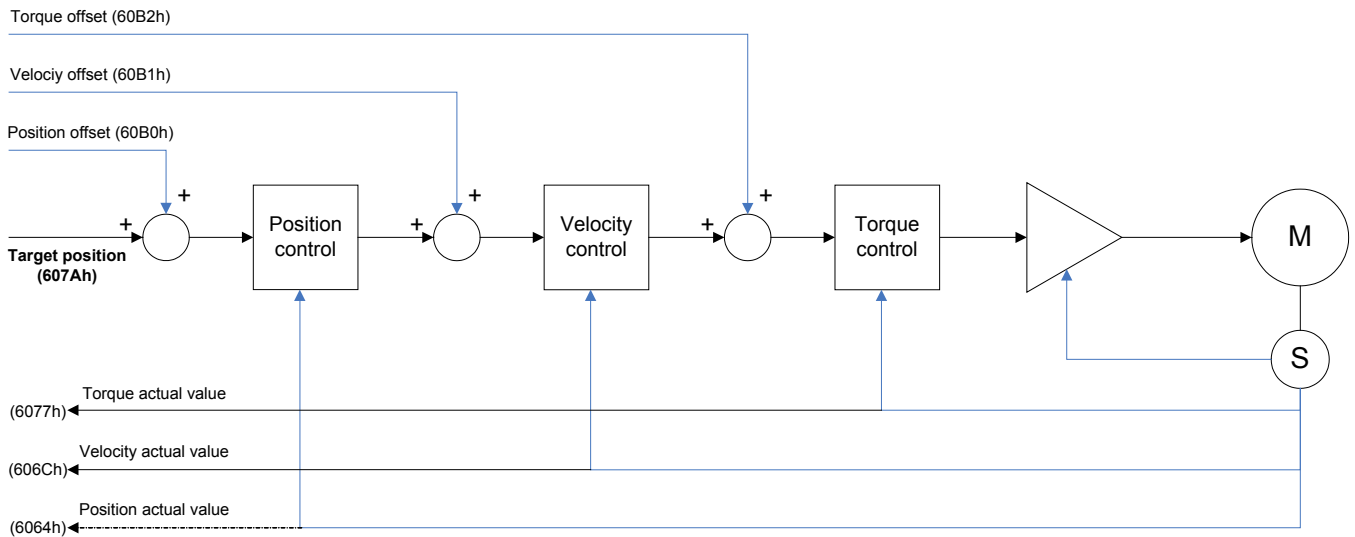 Torque offset (60B2h)
Velociy offset (60B1h)
Position offset (60B0h)
+
+
+
+
+
+
Target position
(607Ah)
Position
control
Velocity
control
Torque
control
M
S
Torque actual value
(6077h)
Velocity actual value
(606Ch)
Position actual value
(6064h)